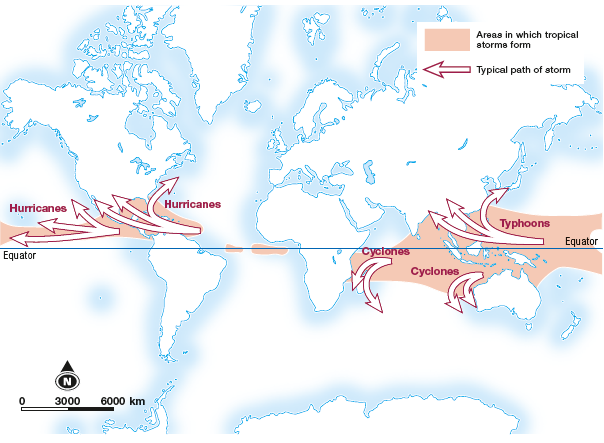 Areas in which tropical
storms form
Typical path of storm
Hurricanes
Hurricanes
Typhoons
Equator
Equator
Cyclones
Cyclones
N
0 3000 6000 km